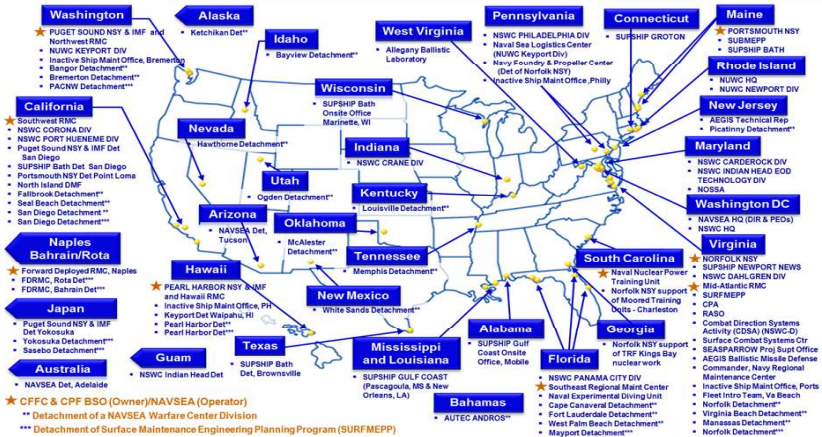 Washington
★ PUGET SOUND NSY & IMF and
Northwest RMC
• NUWC KEYPORT DIV
• Inactive Ship Maint Office, Bremerton
• Bangor Detachment**
• Bremerton Detachment**
• PACNW Detachment***
Alaska
• Ketchikan Det**
Idaho
• Bayview Detachment**
West Virginia
• Allegany Ballistic
Laboratory
Pennsylvania
• NSWC PHILADELPHIA DIV
• Naval Sea Logistics Center
(NUWC Keyport Div)
• Navy Foundry & Propeller Center
(Det of Norfolk NSY)
• Inactive Ship Maint Office ,Philly
Connecticut
• SUPSHIP GROTON
Maine
★ PORTSMOUTH NSY
• SUBMEPP
• SUPSHIP BATH
Rhode Island
• NUWC HQ
• NUWC NEWPORT DIV
New Jersey
• AEGIS Technical Rep
• Picatinny Detachment**
Maryland
• NSWC CARDEROCK DIV
• NSWC INDIAN HEAD EOD
TECHNOLOGY DIV
• NOSSA
Washington DC
• NAVSEA HQ (DIR & PEOs)
• NSWC HQ
Virginia
★ NORFOLK NSY
• SUPSHIP NEWPORT NEWS
• NSWC DAHLGREN DIV
★ Mid-Atlantic RMC
• SURFMEPP
• CPA
• RASO
• Combat Direction Systems
Activity (CDSA) (NSWC-D)
• Surface Combat Systems Ctr
• SEASPARROW Proj Suprt Office
• AEGIS Ballistic Missile Defense
• Commander, Navy Regional
Maintenance Center
• Inactive Ship Maint Office, Ports
• Fleet Intro Team, Va Beach
• Norfolk Detachment**
• Virginia Beach Detachment**
• Manassas Detachment**
• Norfolk Detachment***
California
★ Southwest RMC
• NSWC CORONA DIV
• NSWC PORT HUENEME DIV
• Puget Sound NSY & IMF Det
San Diego
• SUPSHIP Bath Det San Diego
• Portsmouth NSY Det Point Loma
• North Island DMF
• Fallbrook Detachment**
• Seal Beach Detachment**
• San Diego Detachment **
• San Diego Detachment***
Nevada
• Hawthorne Detachment**
Wisconsin
• SUPSHIP Bath
Onsite Office
Marinette, WI
Indiana
• NSWC CRANE DIV
Utah
• Ogden Detachment**
Kentucky
• Louisville Detachment**
Arizona
• NAVSEA Det,
Tucson
Oklahoma
• McAlester
Detachment**
Tennessee
• Memphis Detachment**
South Carolina
★ Naval Nuclear Power
Training Unit
• Norfolk NSY support
of Moored Training
Units - Charleston
Naples
Bahrain/Rota
★ Forward Deployed RMC, Naples
• FDRMC, Rota Det***
• FDRMC, Bahrain Det***
Hawaii
★ PEARL HARBOR NSY &
IMF and Hawaii RMC
• Inactive Ship Maint Office, PH
• Keyport Det Waipahu, HI
• Pearl Harbor Det**
• Pearl Harbor Det***
New Mexico
• White Sands Detachment**
Japan
• Puget Sound NSY & IMF
Det Yokosuka
• Yokosuka Detachment***
• Sasebo Detachment***
Guam
• NSWC Indian Head Det
Texas
• SUPSHIP Bath
Det, Brownsville
Mississippi
and Louisiana
• SUPSHIP GULF COAST
(Pascagoula, MS & New
Orleans, LA)
Alabama
• SUPSHIP Gulf
Coast Onsite
Office, Mobile
Florida
• NSWC PANAMA CITY DIV
★ Southeast Regional Maint Center
• Naval Experimental Diving Unit
• Cape Canaveral Detachment**
• Fort Lauderdale Detachment**
• West Palm Beach Detachment**
• Mayport Detachment***
Georgia
• Norfolk NSY support
of TRF Kings Bay
nuclear work
Australia
• NAVSEA Det, Adelaide
Bahamas
• AUTEC ANDROS**
★ CFFC & CPF BSO (Owner)/NAVSEA (Operator)
** Detachment of a NAVSEA Warfare Center Division
*** Detachment of Surface Maintenance Engineering Planning Program (SURFMEPP)